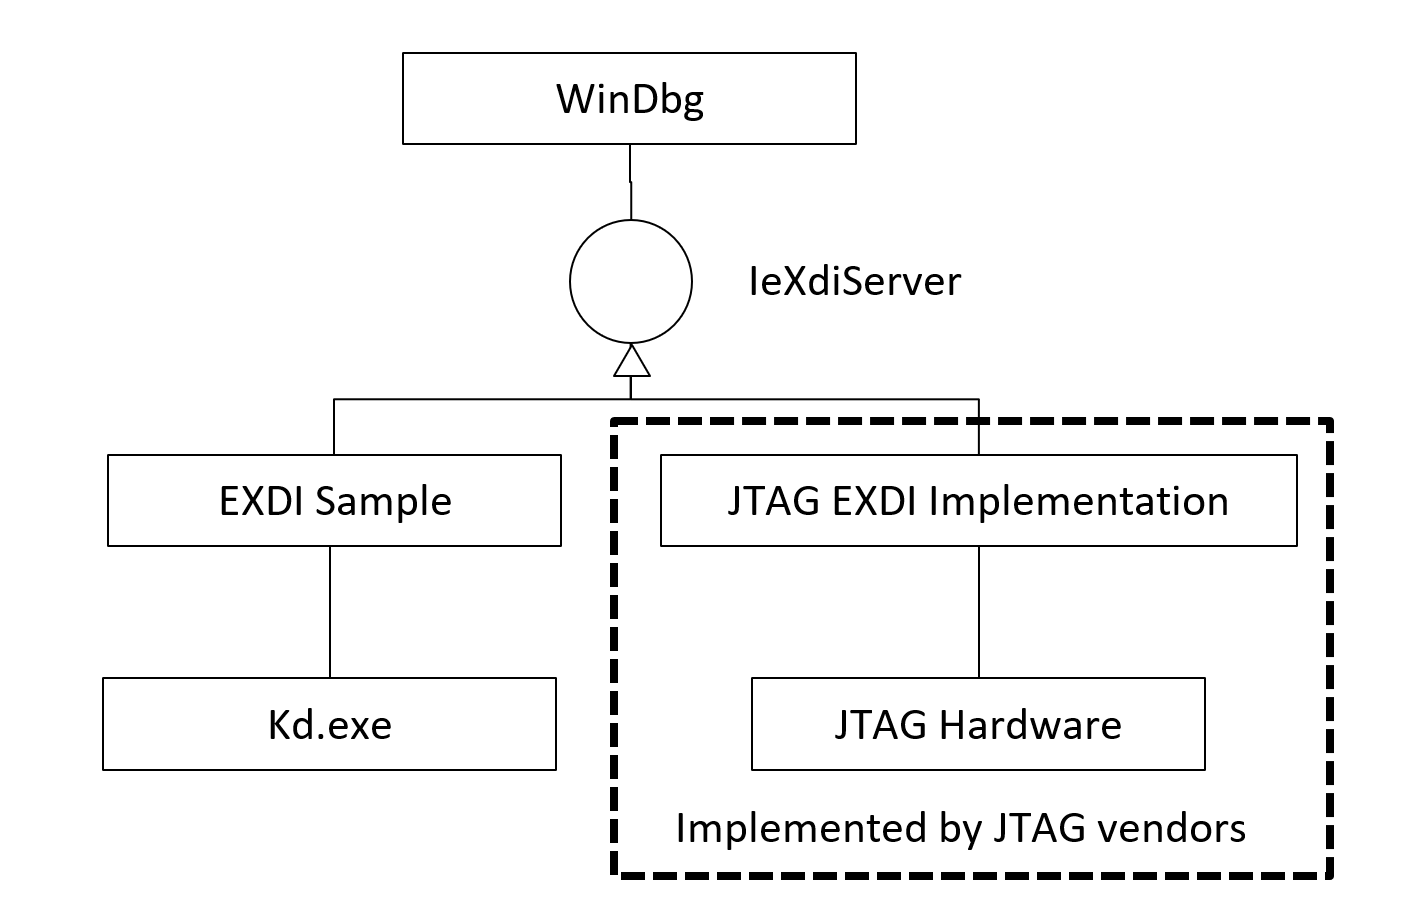 WinDbg
IeXdiServer
EXDI Sample
JTAG EXDI Implementation
Kd.exe
JTAG Hardware
Implemented by JTAG vendors